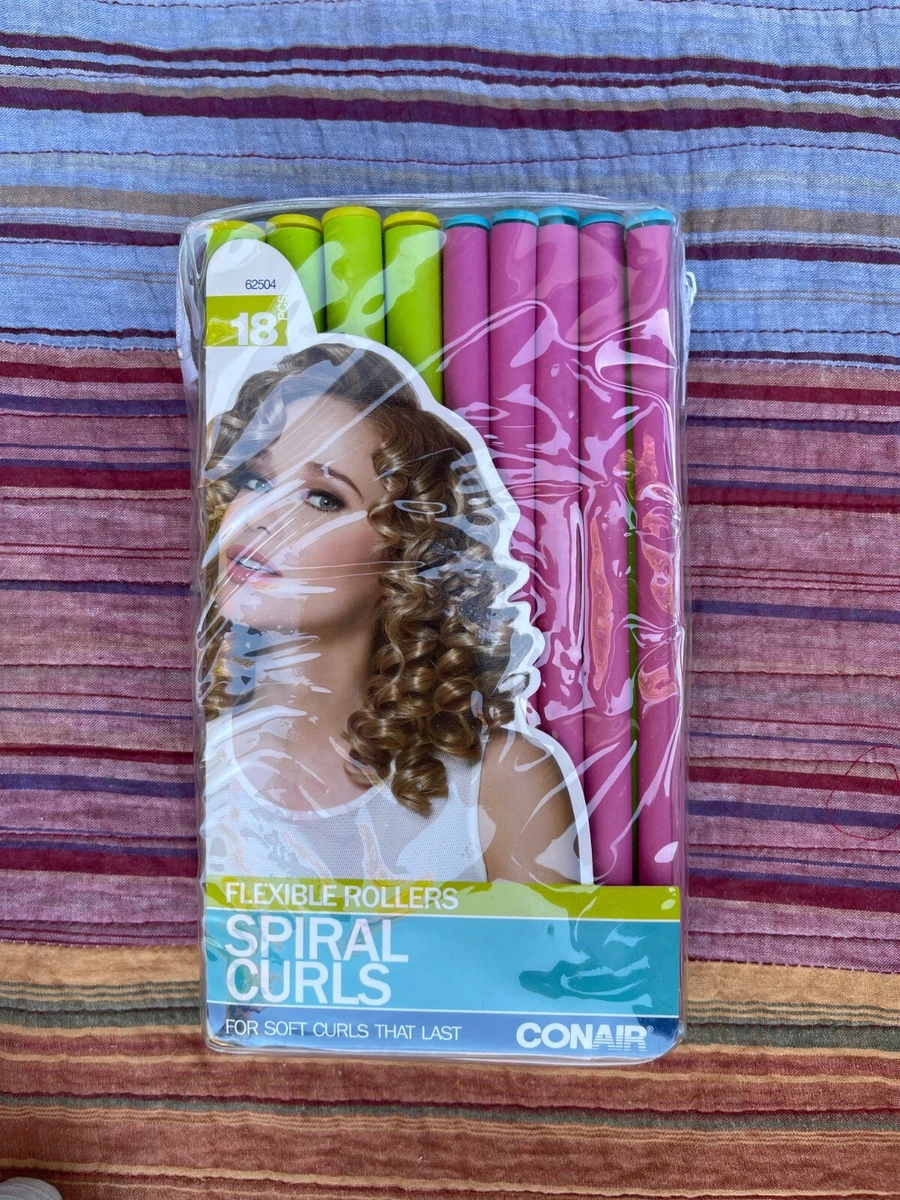 62504
18 PCS
FLEXIBLE ROLLERS
SPIRAL
CURLS
FOR SOFT CURLS THAT LAST
CONAIR®